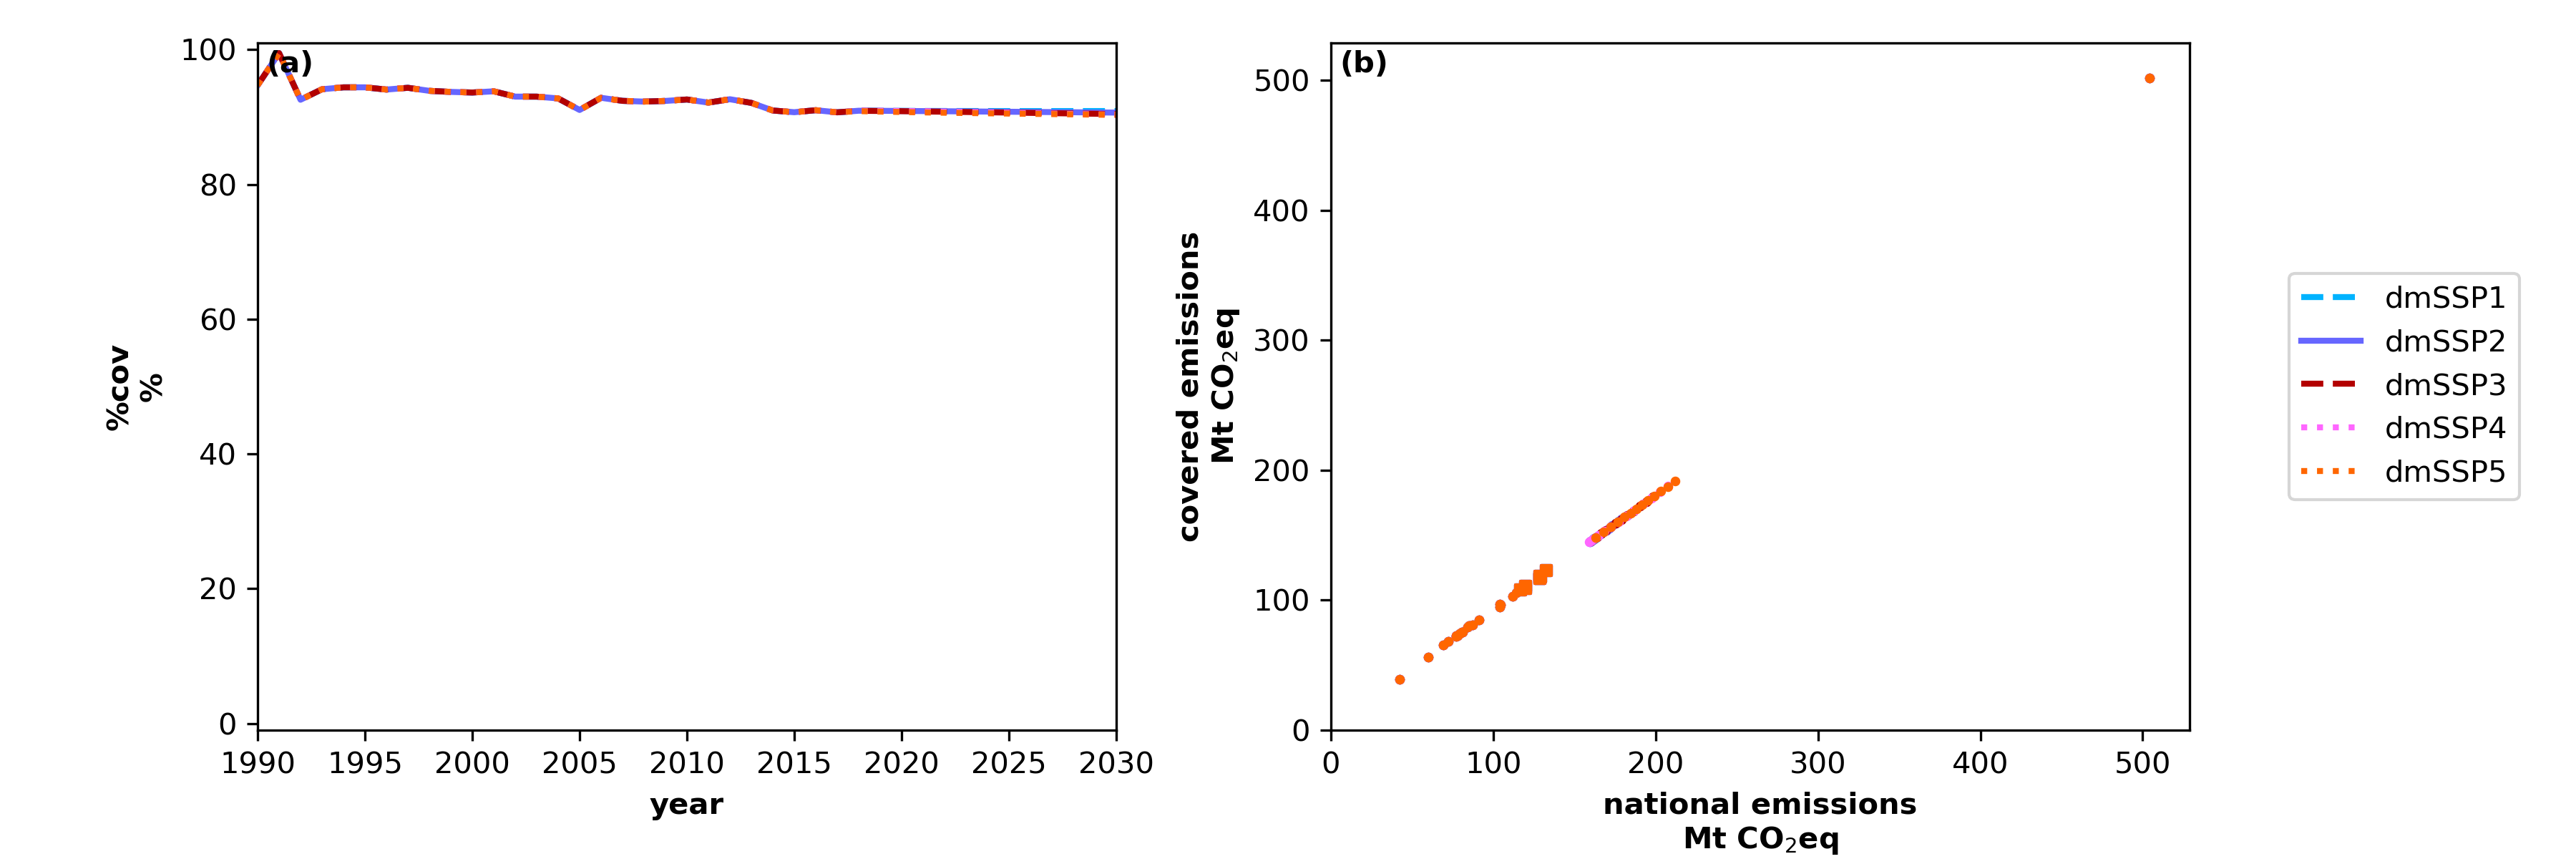 (a)
100
80
60
40
20
0
%cov
%
1990 1995 2000 2005 2010 2015 2020 2025 2030
year
(b)
500
400
300
200
100
0
covered emissions
Mt CO₂eq
0 100 200 300 400 500
national emissions
Mt CO₂eq
dmSSP1
dmSSP2
dmSSP3
dmSSP4
dmSSP5